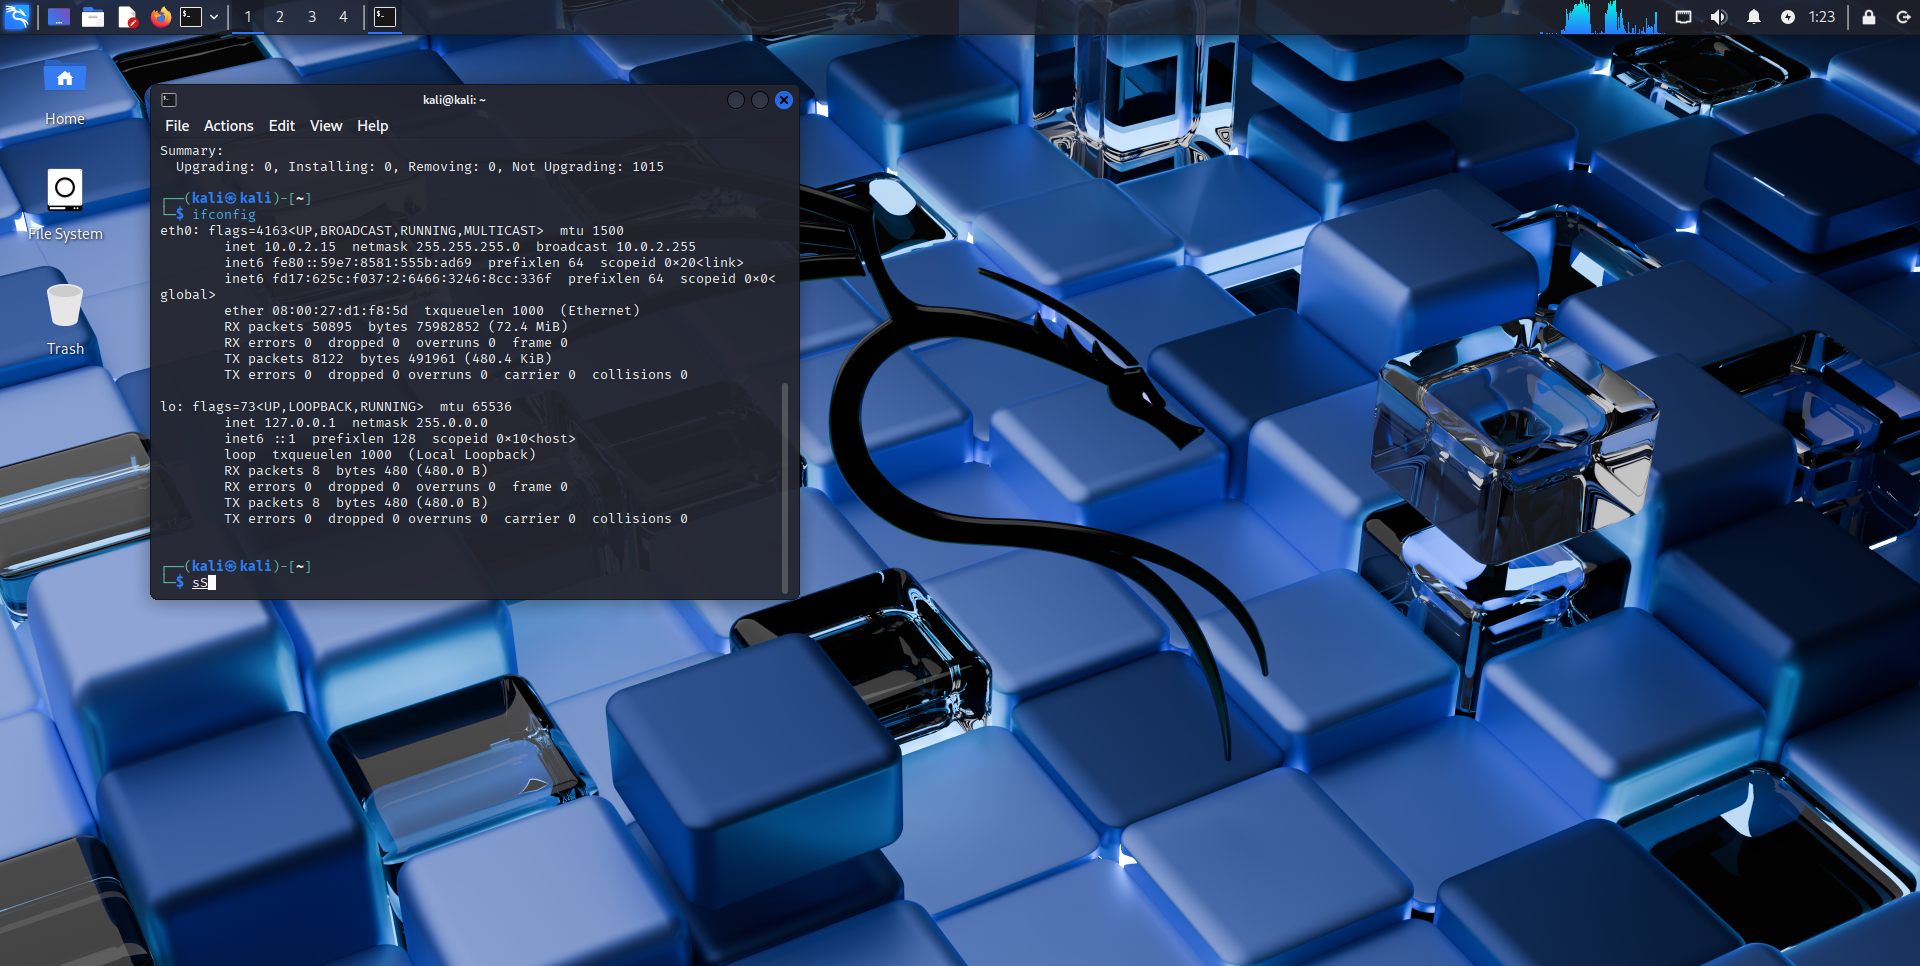 1 2 3 4
1:23
Home
File System
Trash
kali@kali: ~
File Actions Edit View Help
Summary:
Upgrading: 0, Installing: 0, Removing: 0, Not Upgrading: 1015
┌──(kali㉿kali)-[~]
└─$ ifconfig
eth0: flags=4163<UP,BROADCAST,RUNNING,MULTICAST>  mtu 1500
inet 10.0.2.15  netmask 255.255.255.0  broadcast 10.0.2.255
inet6 fe80::59e7:8581:555b:ad69  prefixlen 64  scopeid 0×20<link>
inet6 fd17:625c:f037:2:6466:3246:8cc:336f  prefixlen 64  scopeid 0×0<
global>
ether 08:00:27:d1:f8:5d  txqueuelen 1000  (Ethernet)
RX packets 50895  bytes 75982852 (72.4 MiB)
RX errors 0  dropped 0  overruns 0  frame 0
TX packets 8122  bytes 491961 (480.4 KiB)
TX errors 0  dropped 0 overruns 0  carrier 0  collisions 0
lo: flags=73<UP,LOOPBACK,RUNNING>  mtu 65536
inet 127.0.0.1  netmask 255.0.0.0
inet6 ::1  prefixlen 128  scopeid 0×10<host>
loop  txqueuelen 1000  (Local Loopback)
RX packets 8  bytes 480 (480.0 B)
RX errors 0  dropped 0  overruns 0  frame 0
TX packets 8  bytes 480 (480.0 B)
TX errors 0  dropped 0 overruns 0  carrier 0  collisions 0
┌──(kali㉿kali)-[~]
└─$ sS